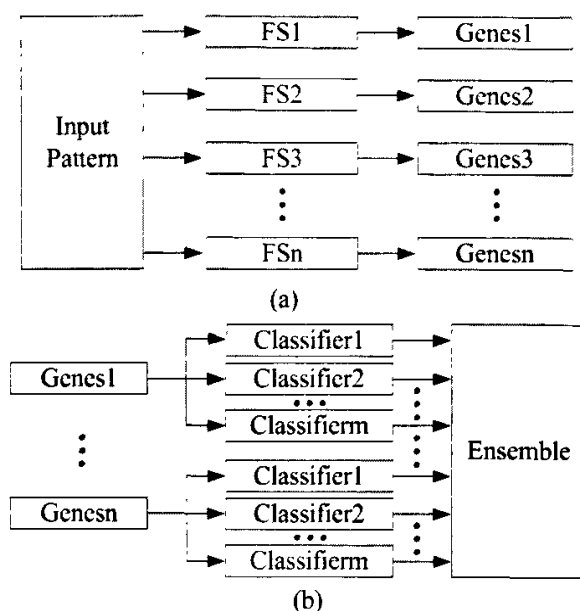 Input
Pattern
FS1
Genes1
FS2
Genes2
FS3
Genes3
FSn
Genesn
(a)
Genes1
Genesn
Classifier1
Classifier2
Classifierm
Classifier1
Classifier2
Classifierm
Ensemble
(b)